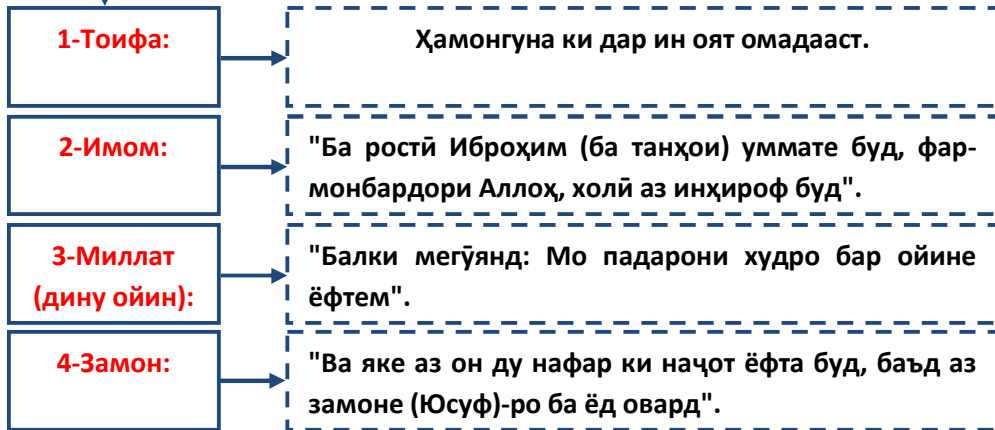 1-Тоифа:
Ҳамонгуна ки дар ин оят омадааст.
2-Имом:
"Ба ростӣ Иброҳим (ба танҳои) уммате буд, фар-
монбардори Аллоҳ, холӣ аз инҳироф буд".
3-Миллат
(дину ойин):
"Балки мегӯянд: Мо падарони худро бар ойине
ёфтем".
4-Замон:
"Ва яке аз он ду нафар ки наҷот ёфта буд, баъд аз
замоне (Юсуф)-ро ба ёд овард".